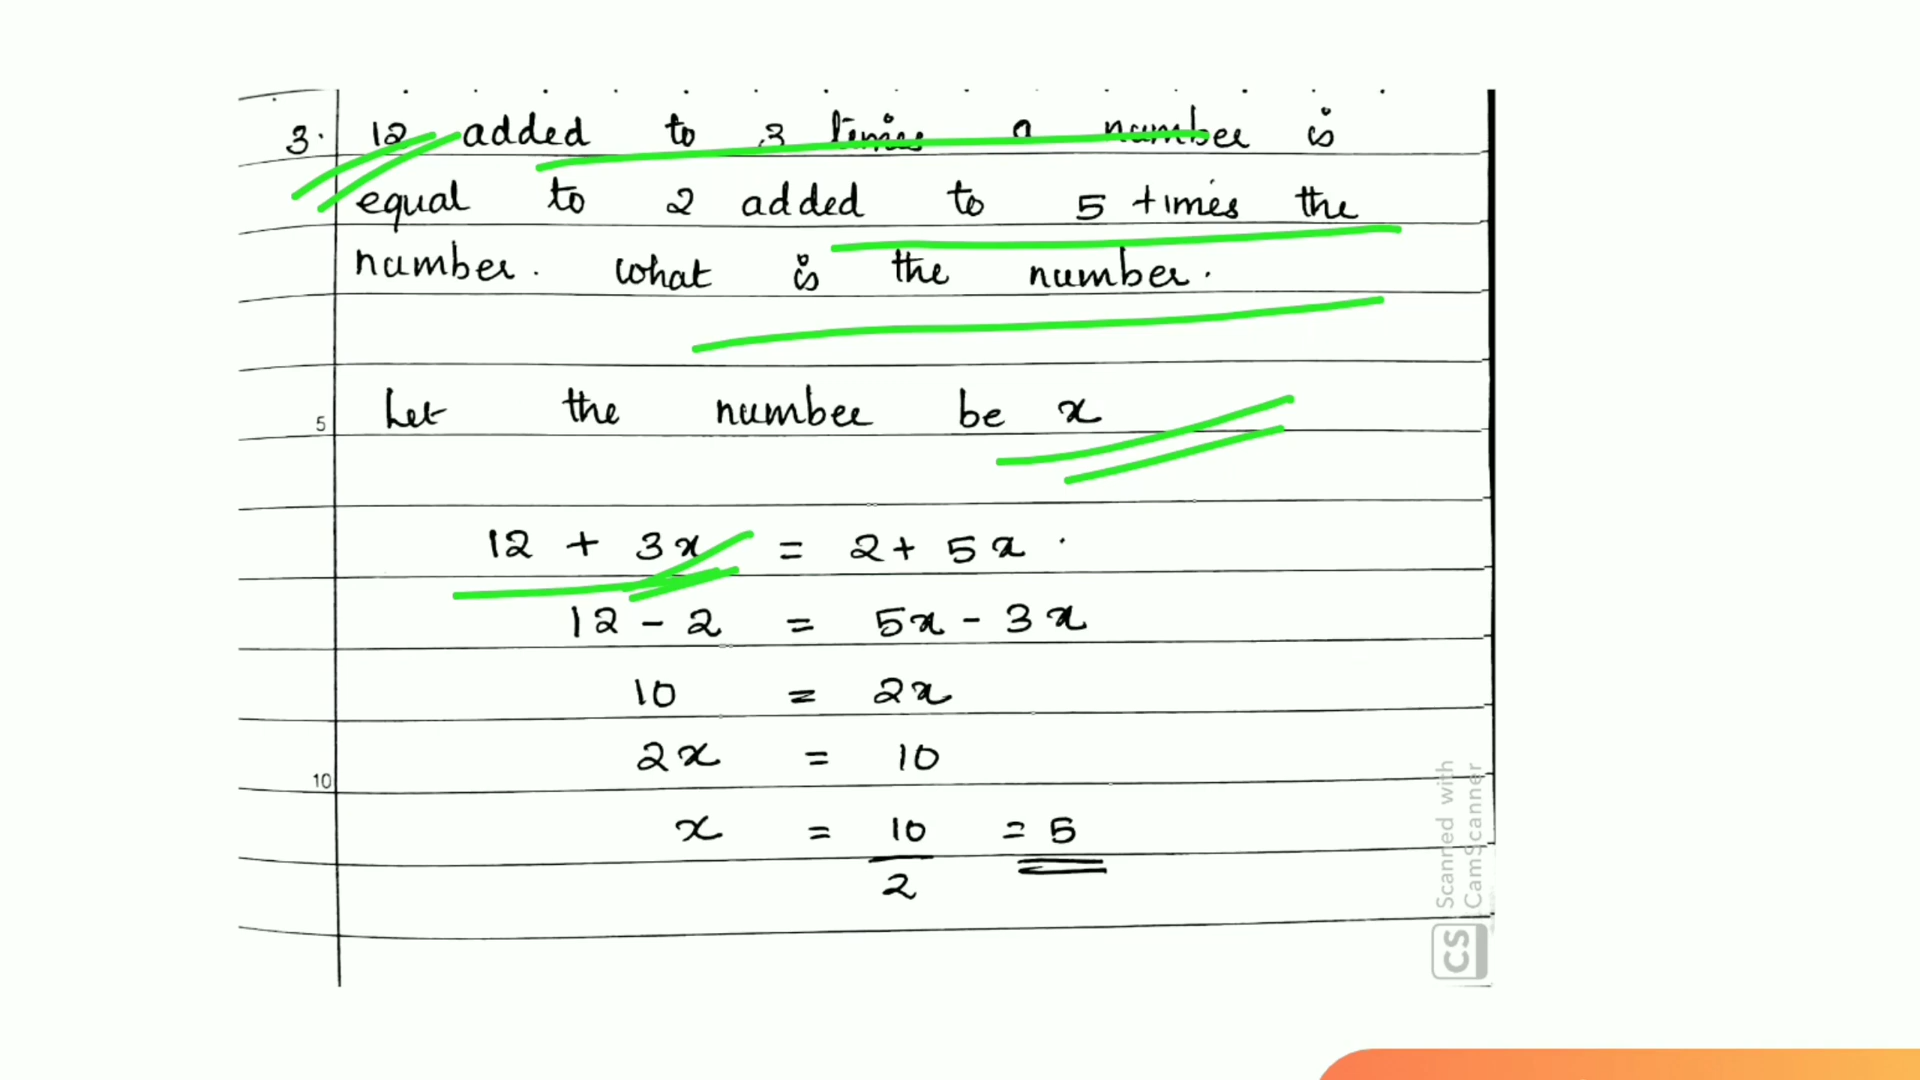 3. 12 added to 3 times a number is
equal to 2 added to 5 times the
number. what is the number.
5 Let the number be x
12 + 3x = 2 + 5x.
12 - 2 = 5x - 3x
10 = 2x
10 2x = 10
x = 10/2 = 5
Scanned with
CamScanner
CS